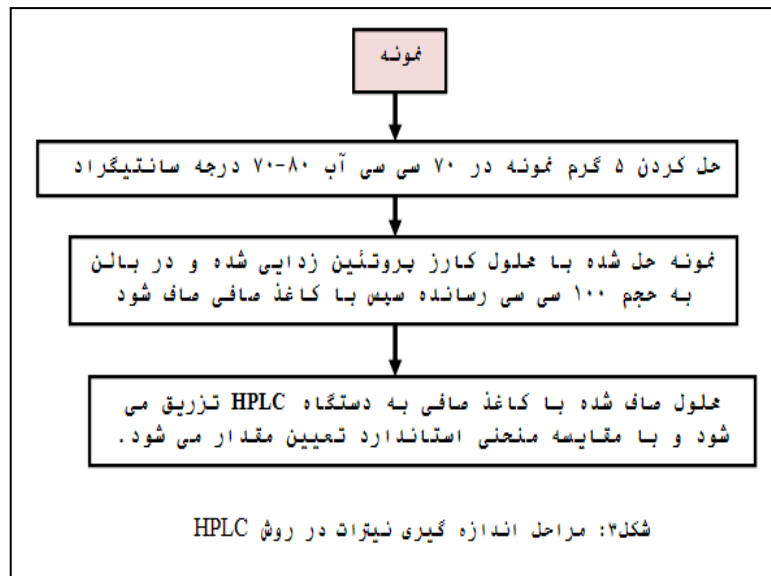 نمونه
حل کردن ۵ گرم نمونه در ۷۰ سی سی آب ۸۰-۷۰ درجه سانتیگراد
نمونه حل شده با محلول کارز پروتئین زدایی شده و در بالن
به حجم ۱۰۰ سی سی رسانده سپس با کاغذ صافی صاف شود
محلول صاف شده با کاغذ صافی به دستگاه HPLC تزریق می
شود و با مقایسه منحنی استاندارد تعیین مقدار می شود.
شکل۳: مراحل اندازه گیری نیترات در روش HPLC